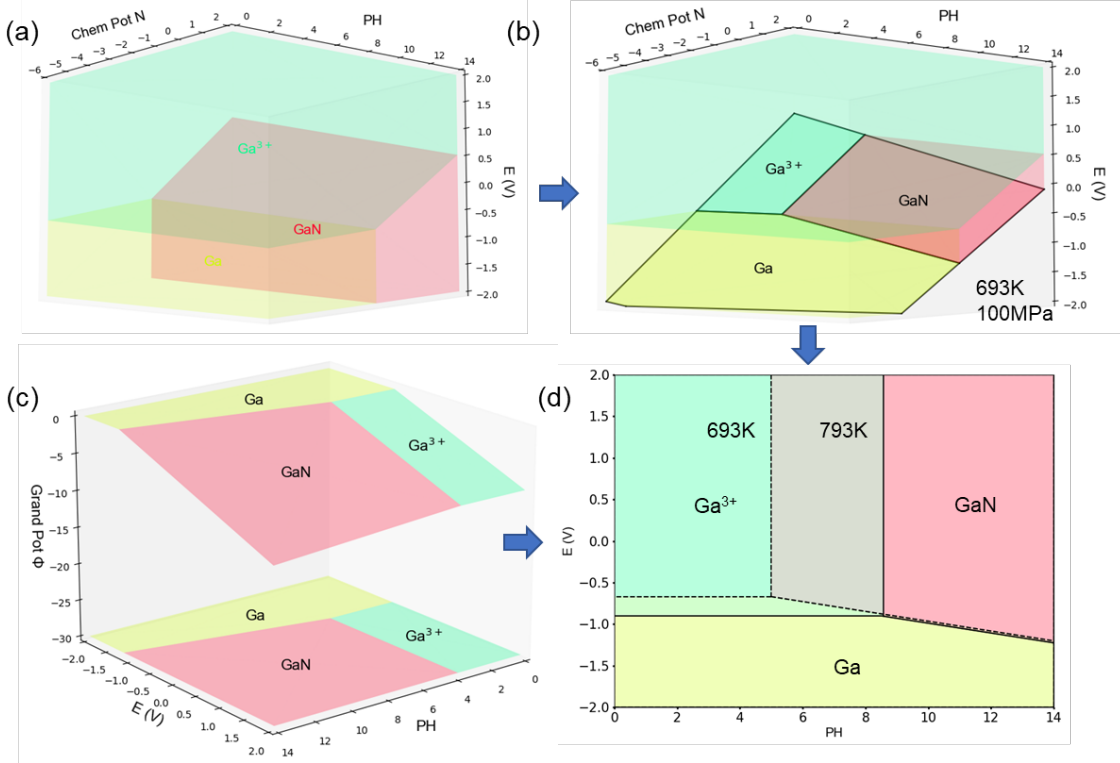 (a)
Chem Pot N
−6 −5 −4 −3 −2 −1 0 1
PH
0 2 4 6 8 10 12 14
2.0
1.5
1.0
0.5
0.0
−0.5
−1.0
−1.5
−2.0
E (V)
Ga3+
GaN
Ga
(b)
Chem Pot N
−6 −5 −4 −3 −2 −1 0 1
PH
0 2 4 6 8 10 12 14
2.0
1.5
1.0
0.5
0.0
−0.5
−1.0
−1.5
−2.0
E (V)
Ga3+
GaN
Ga
693K
100MPa
(c)
0
−5
−10
−15
−20
−25
−30
Grand Pot Φ
Ga
Ga3+
GaN
Ga
Ga3+
GaN
−2.0 −1.5 −1.0 −0.5 0.0 0.5 1.0 1.5 2.0
E (V)
14 12 10 8 6 4 2 0
PH
(d)
2.0
1.5
1.0
0.5
0.0
−0.5
−1.0
−1.5
−2.0
E (V)
693K
793K
Ga3+
GaN
Ga
0 2 4 6 8 10 12 14
PH